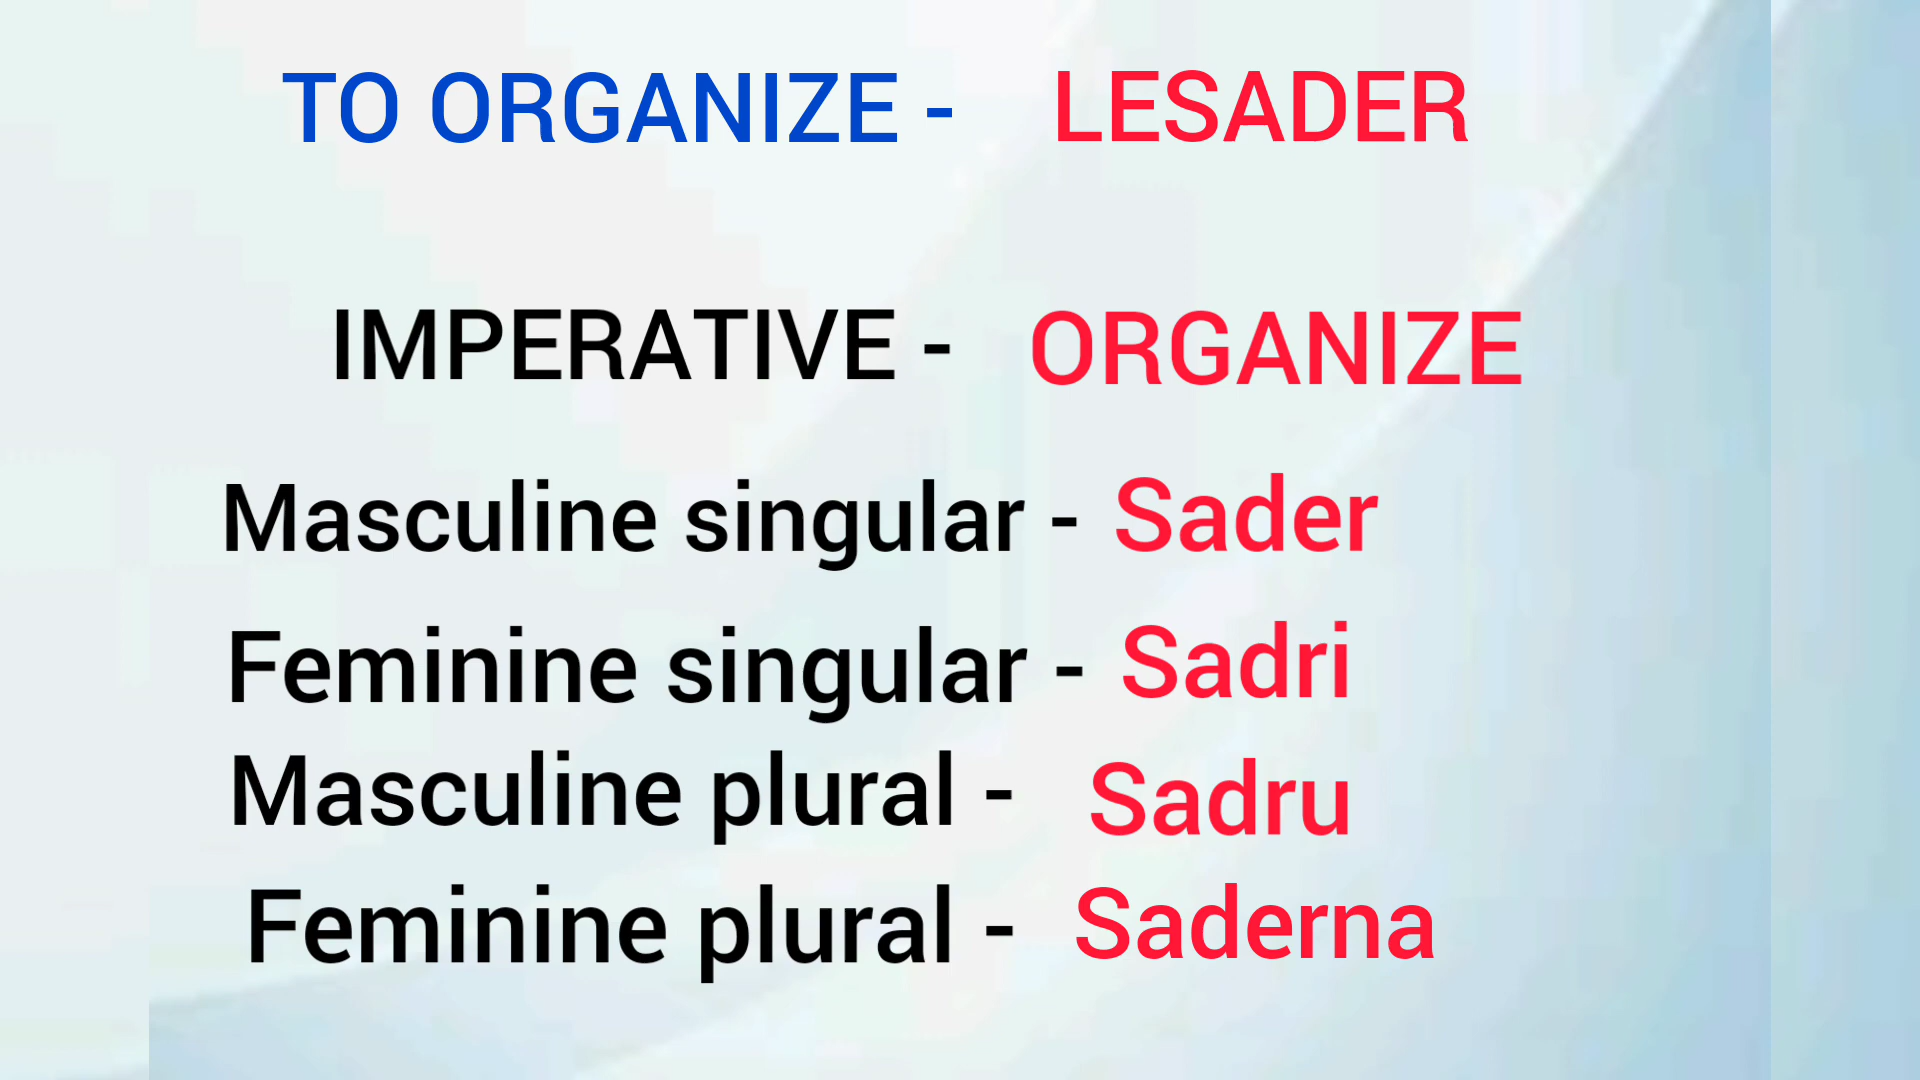 TO ORGANIZE - LESADER
IMPERATIVE - ORGANIZE
Masculine singular - Sader
Feminine singular - Sadri
Masculine plural - Sadru
Feminine plural - Saderna